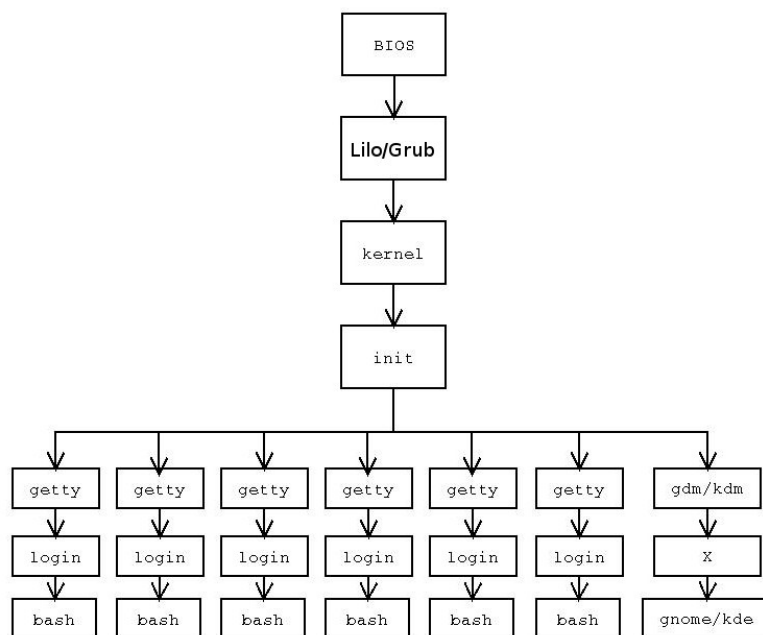 BIOS
Lilo/Grub
kernel
init
getty getty getty getty getty getty gdm/kdm
login login login login login login X
bash bash bash bash bash bash gnome/kde